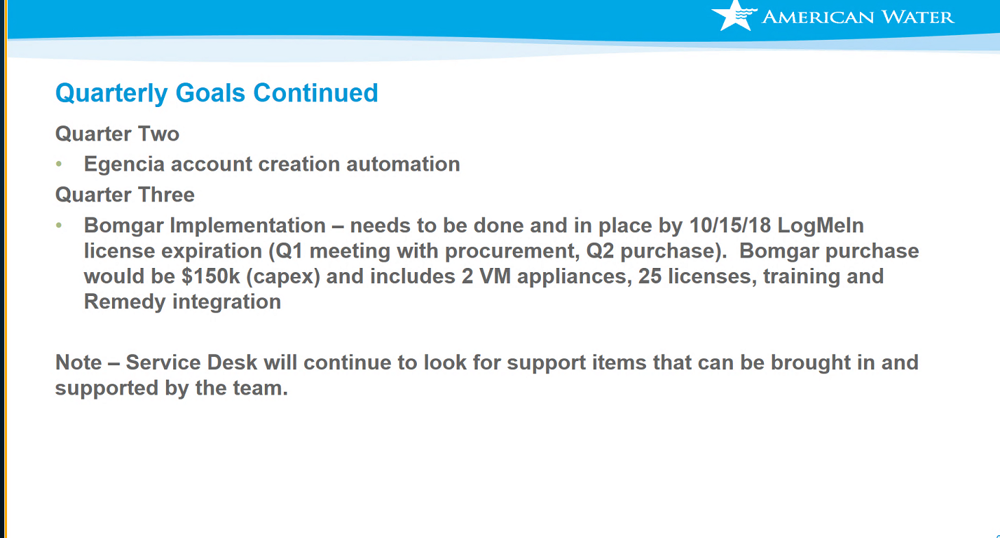 AMERICAN WATER
Quarterly Goals Continued
Quarter Two
• Egencia account creation automation
Quarter Three
• Bomgar Implementation – needs to be done and in place by 10/15/18 LogMeIn
license expiration (Q1 meeting with procurement, Q2 purchase).  Bomgar purchase
would be $150k (capex) and includes 2 VM appliances, 25 licenses, training and
Remedy integration
Note – Service Desk will continue to look for support items that can be brought in and
supported by the team.